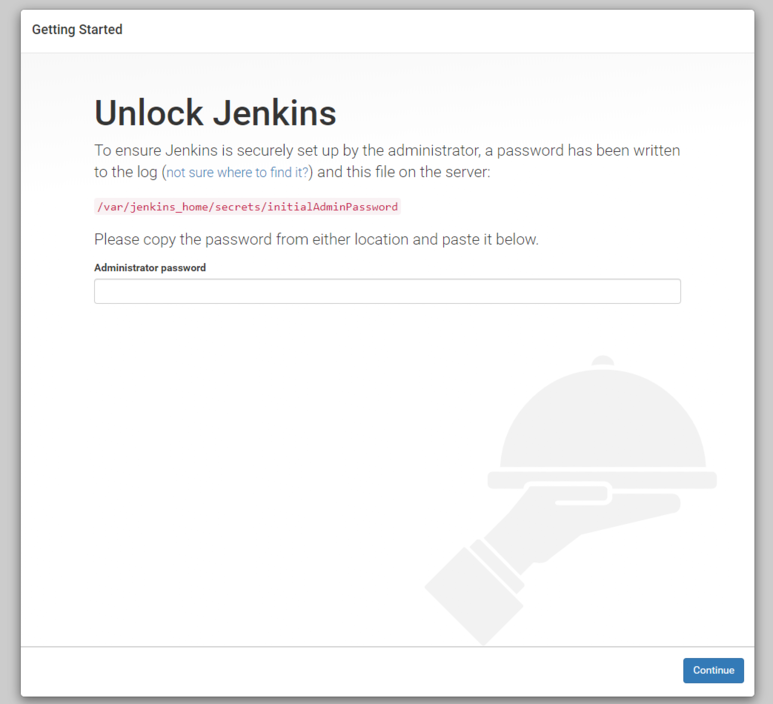 Getting Started
Unlock Jenkins
To ensure Jenkins is securely set up by the administrator, a password has been written
to the log (not sure where to find it?) and this file on the server:
/var/jenkins_home/secrets/initialAdminPassword
Please copy the password from either location and paste it below.
Administrator password
Continue